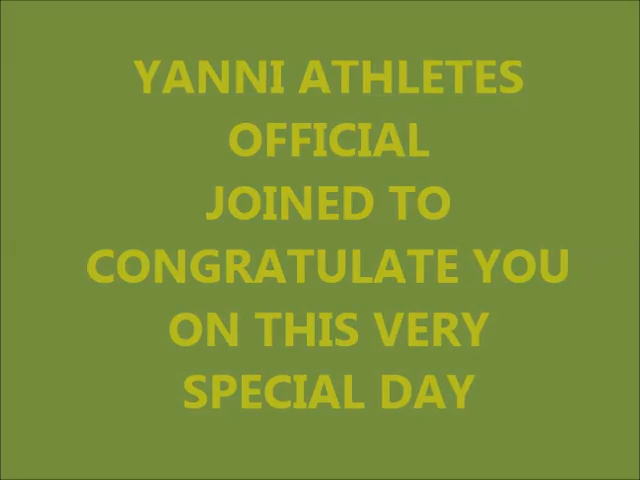 YANNI ATHLETES
OFFICIAL
JOINED TO
CONGRATULATE YOU
ON THIS VERY
SPECIAL DAY